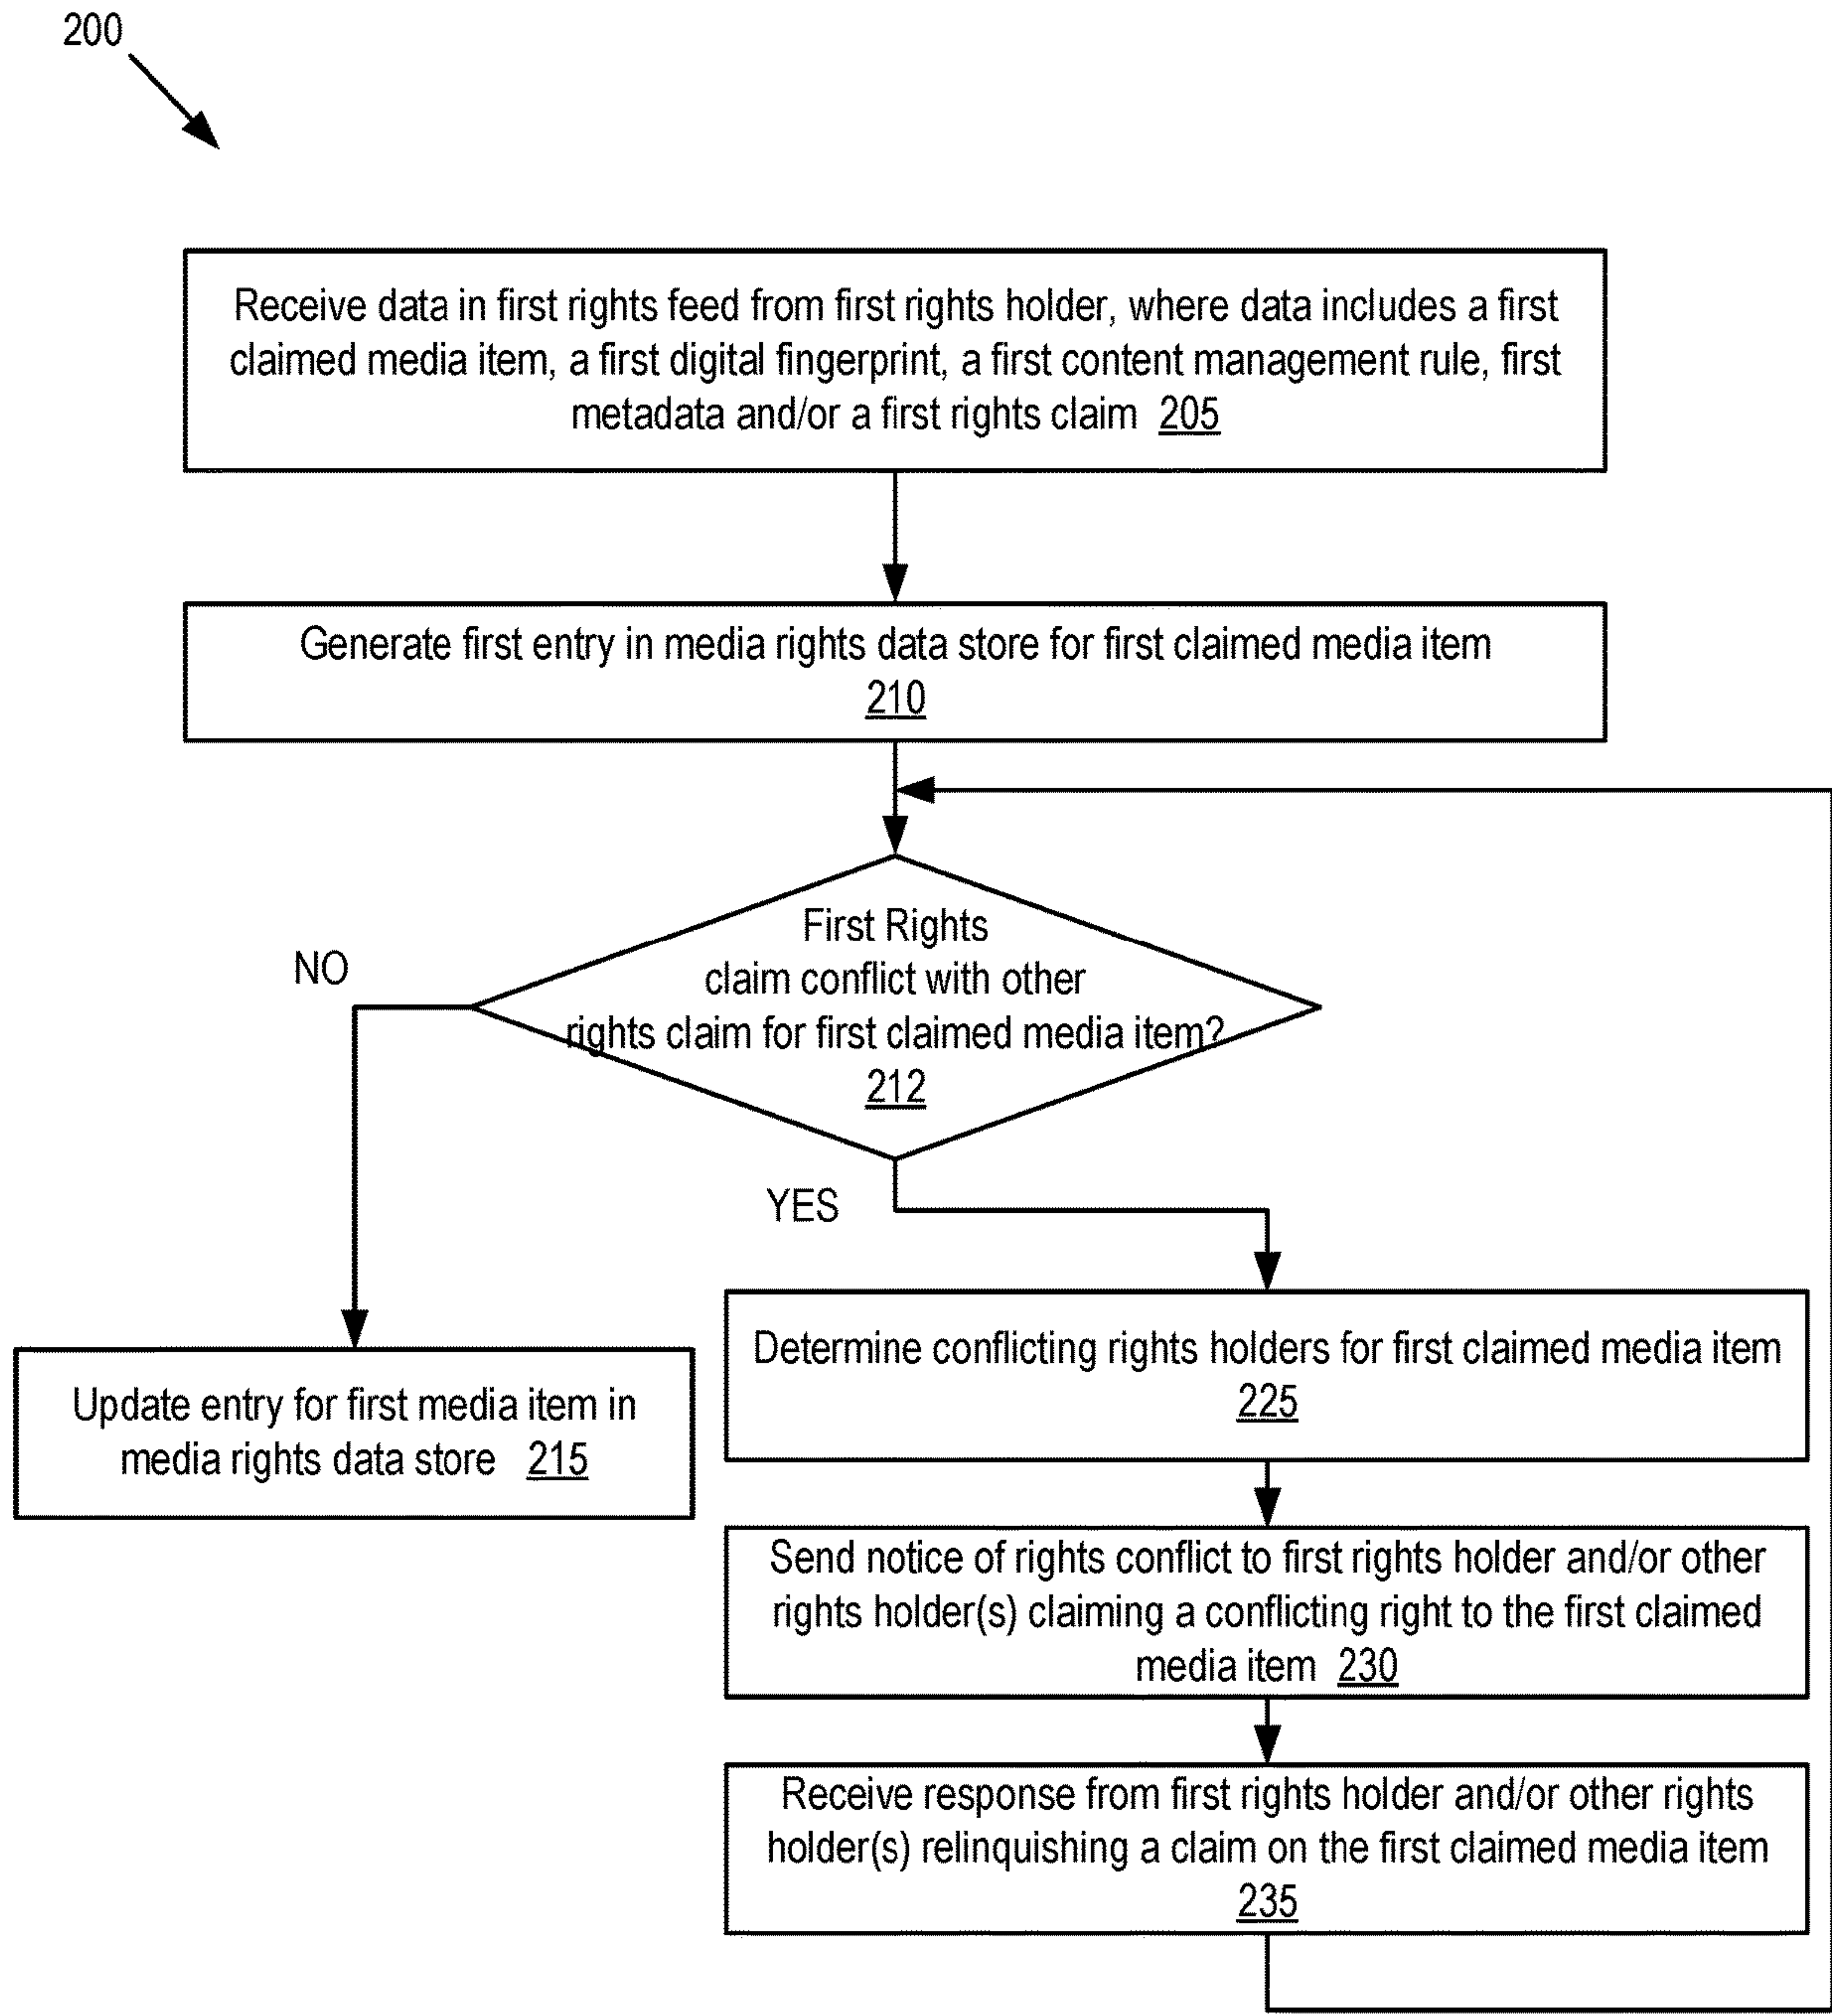 200
Receive data in first rights feed from first rights holder, where data includes a first
claimed media item, a first digital fingerprint, a first content management rule, first
metadata and/or a first rights claim 205
Generate first entry in media rights data store for first claimed media item
210
First Rights
claim conflict with other
rights claim for first claimed media item?
212
NO
YES
Update entry for first media item in
media rights data store 215
Determine conflicting rights holders for first claimed media item
225
Send notice of rights conflict to first rights holder and/or other
rights holder(s) claiming a conflicting right to the first claimed
media item 230
Receive response from first rights holder and/or other rights
holder(s) relinquishing a claim on the first claimed media item
235